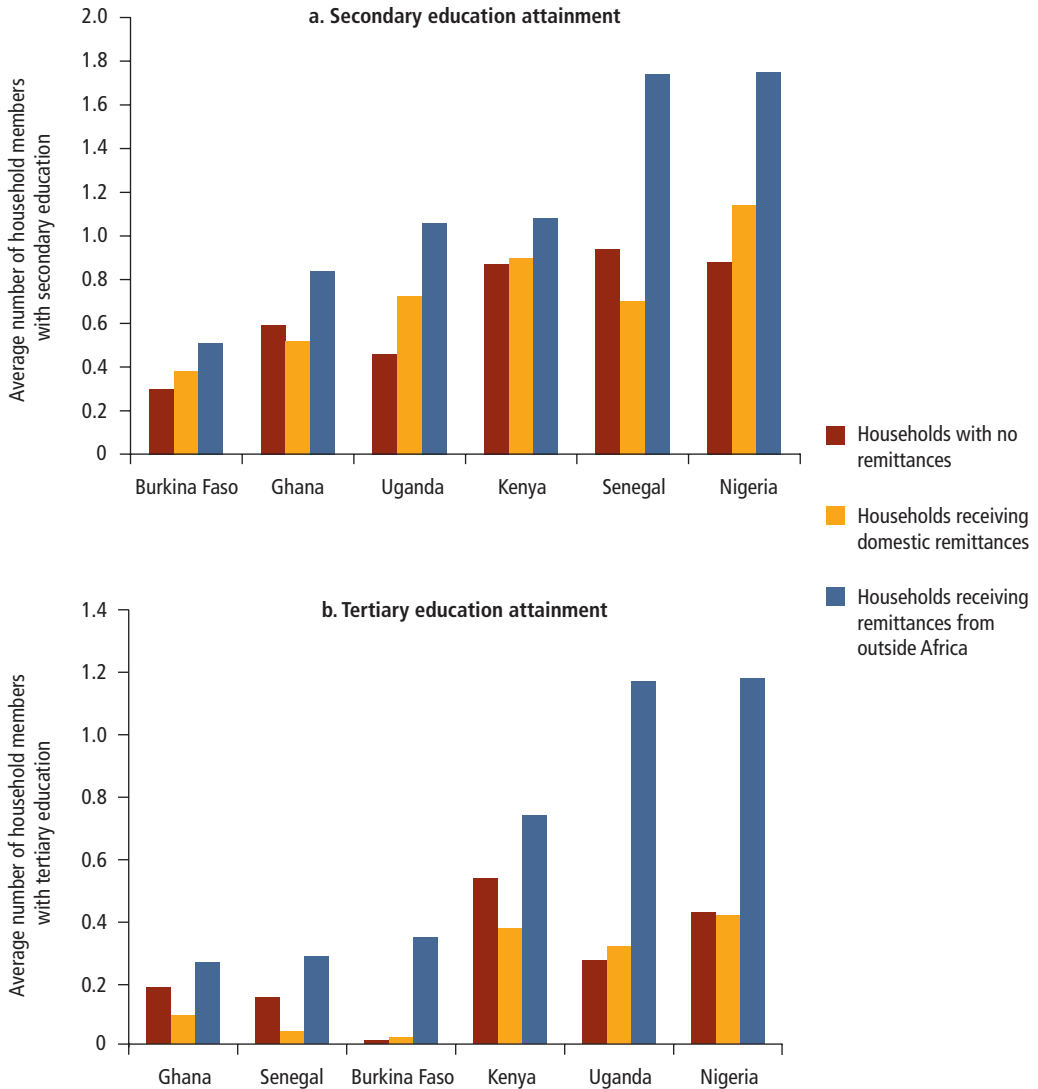 a. Secondary education attainment
Average number of household members
with secondary education
2.0
1.8
1.6
1.4
1.2
1.0
0.8
0.6
0.4
0.2
0
Burkina Faso Ghana Uganda Kenya Senegal Nigeria
Households with no
remittances
Households receiving
domestic remittances
Households receiving
remittances from
outside Africa
b. Tertiary education attainment
Average number of household members
with tertiary education
1.4
1.2
1.0
0.8
0.6
0.4
0.2
0
Ghana Senegal Burkina Faso Kenya Uganda Nigeria